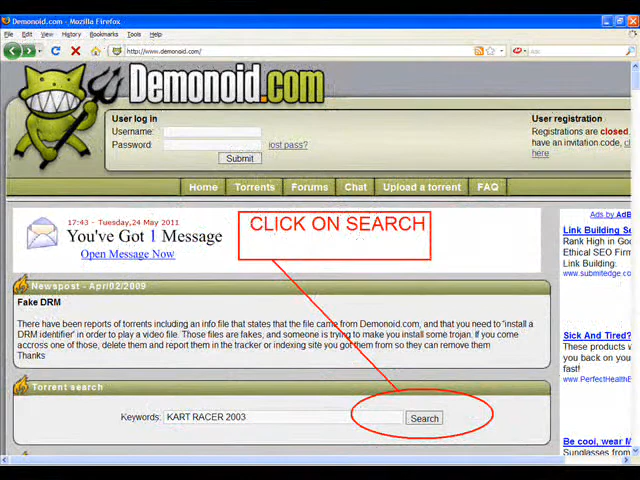 Demonoid.com - Mozilla Firefox
File Edit View History Bookmarks Tools Help
http://www.demonoid.com/
Demonoid.com
User log in
Username:
Password:
lost pass?
Submit
User registration
Registrations are closed.
have an invitation code,
here
Home Torrents Forums Chat Upload a torrent FAQ
17:43 - Tuesday,24 May 2011
You've Got 1 Message
Open Message Now
CLICK ON SEARCH
Ads by AdB
Link Building Se
Rank High in Goo
Ethical SEO Firm
Link Building.
www.submitedge.co
Newspost - Apr/02/2009
Fake DRM
There have been reports of torrents including an info file that states that the file came from Demonoid.com, and that you need to 'install a
DRM identifier' in order to play a video file. Those files are fakes, and someone is trying to make you install some trojan. If you come
accross one of those, delete them and report them in the tracker or indexing site you got them from so they can remove them
Thanks
Sick And Tired?
These products w
you back on you
fast!
www.PerfectHealthB
Torrent search
Keywords: KART RACER 2003 Search
Be cool, wear M
Sunglasses from